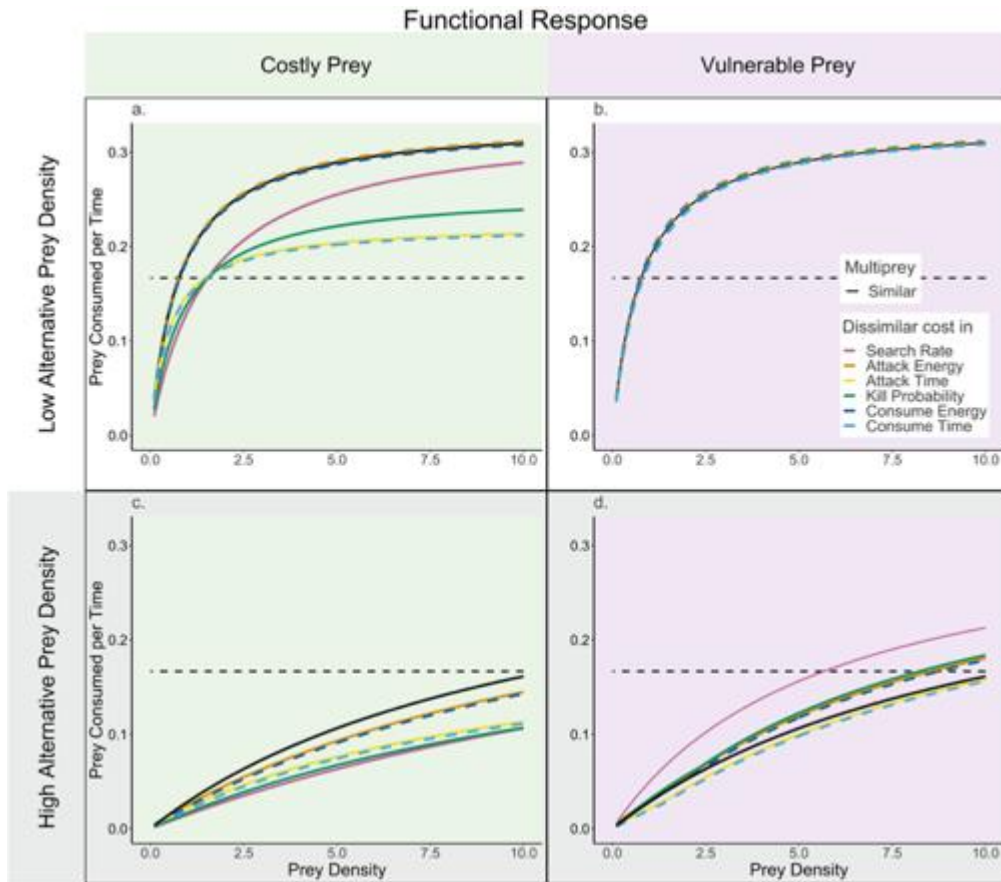 Functional Response
Costly Prey
Vulnerable Prey
Low Alternative Prey Density
High Alternative Prey Density
a.
Prey Consumed per Time
0.3
0.2
0.1
0.0
0.0 2.5 5.0 7.5 10.0
b.
0.3
0.2
0.1
0.0
0.0 2.5 5.0 7.5 10.0
Multiprey
Similar
Dissimilar cost in
Search Rate
Attack Energy
Attack Time
Kill Probability
Consume Energy
Consume Time
c.
Prey Consumed per Time
0.3
0.2
0.1
0.0
0.0 2.5 5.0 7.5 10.0
Prey Density
d.
0.3
0.2
0.1
0.0
0.0 2.5 5.0 7.5 10.0
Prey Density